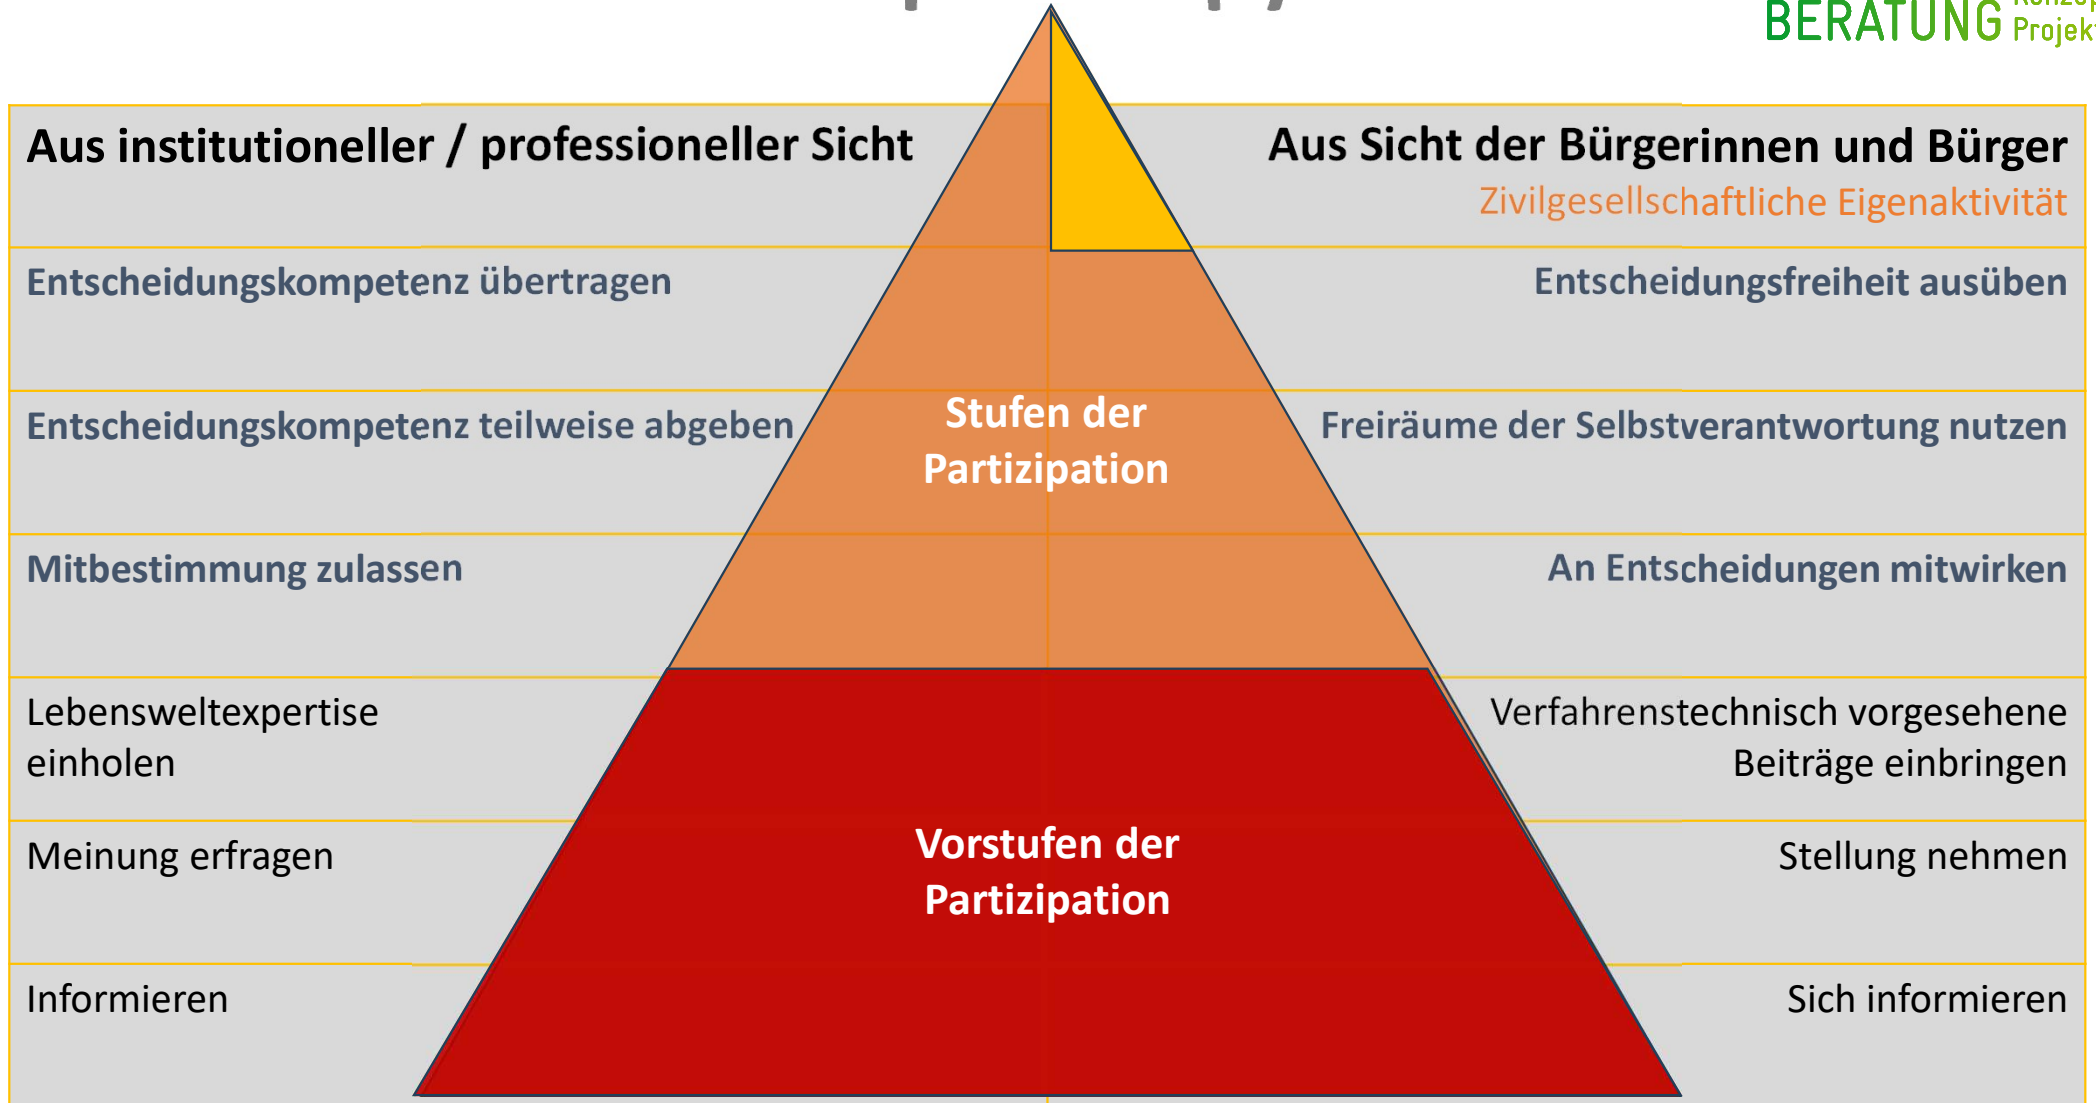 BERATUNG
Aus institutioneller / professioneller Sicht
Aus Sicht der Bürgerinnen und Bürger
Zivilgesellschaftliche Eigenaktivität
Entscheidungskompetenz übertragen
Entscheidungsfreiheit ausüben
Entscheidungskompetenz teilweise abgeben
Stufen der
Partizipation
Freiräume der Selbstverantwortung nutzen
Mitbestimmung zulassen
An Entscheidungen mitwirken
Lebensweltexpertise
einholen
Verfahrenstechnisch vorgesehene
Beiträge einbringen
Meinung erfragen
Vorstufen der
Partizipation
Stellung nehmen
Informieren
Sich informieren